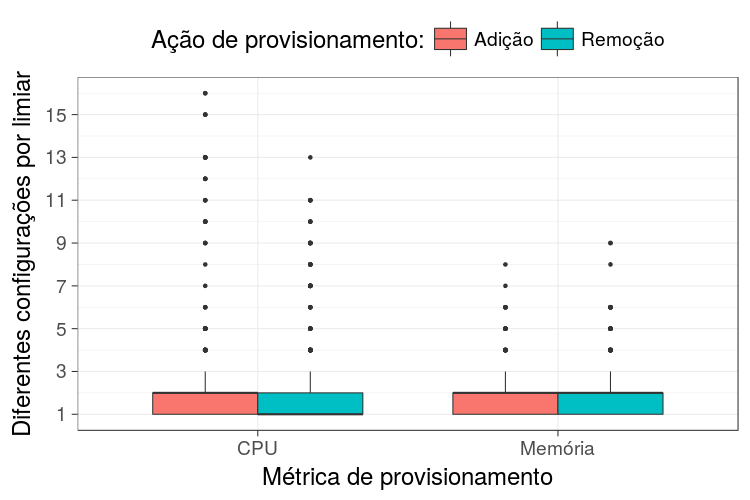 Ação de provisionamento: Adição Remoção
Diferentes configurações por limiar
15
13
11
9
7
5
3
1
CPU Memória
Métrica de provisionamento